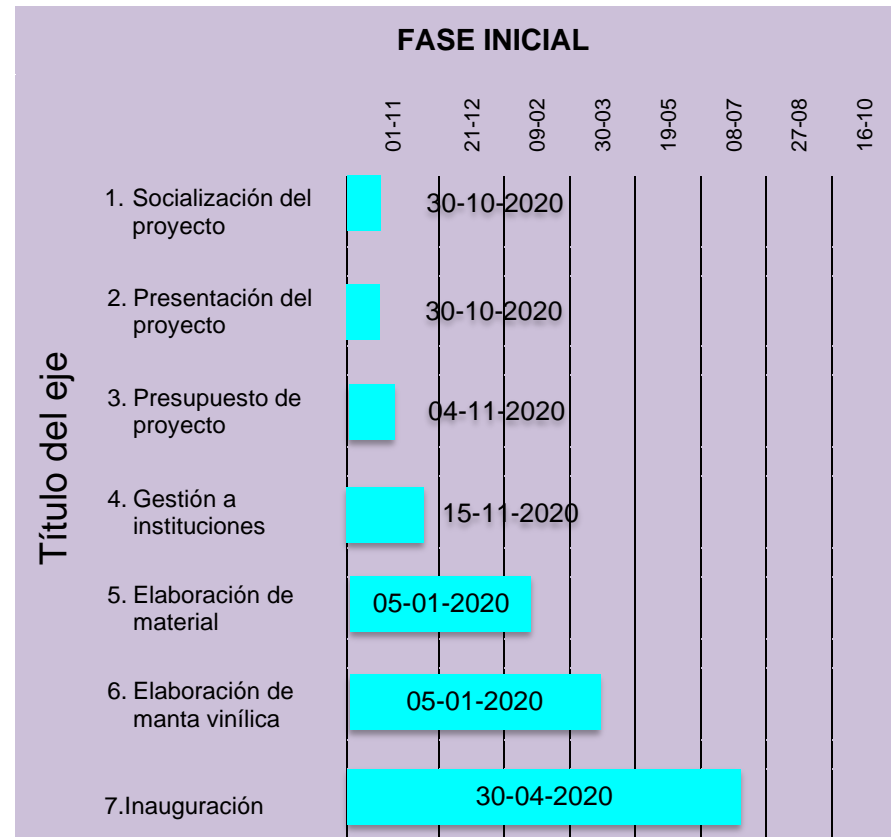 FASE INICIAL
01-11
21-12
09-02
30-03
19-05
08-07
27-08
16-10
Título del eje
1. Socialización del
proyecto
30-10-2020
2. Presentación del
proyecto
30-10-2020
3. Presupuesto de
proyecto
04-11-2020
4. Gestión a
instituciones
15-11-2020
5. Elaboración de
material
05-01-2020
6. Elaboración de
manta vinílica
05-01-2020
7.Inauguración
30-04-2020